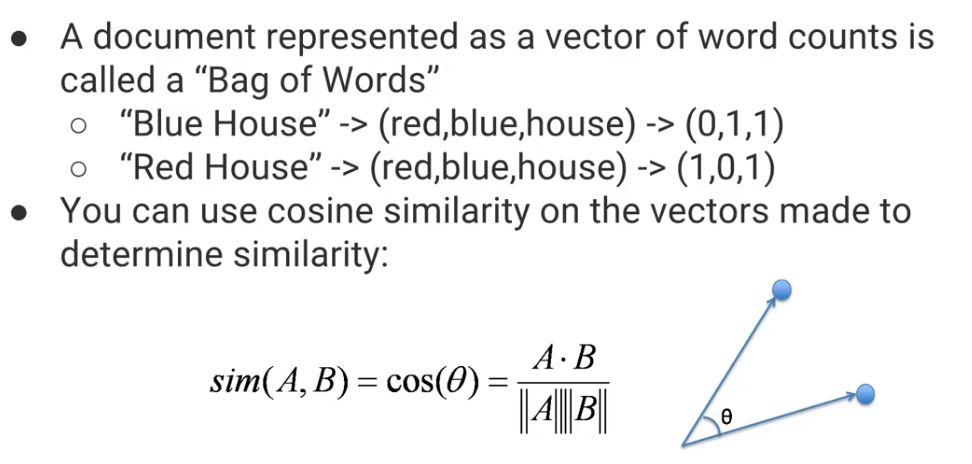 ● A document represented as a vector of word counts is
called a “Bag of Words”
○ “Blue House” -> (red,blue,house) -> (0,1,1)
○ “Red House” -> (red,blue,house) -> (1,0,1)
● You can use cosine similarity on the vectors made to
determine similarity:
sim(A, B) = cos(θ) = A · B / ‖A‖‖B‖
θ